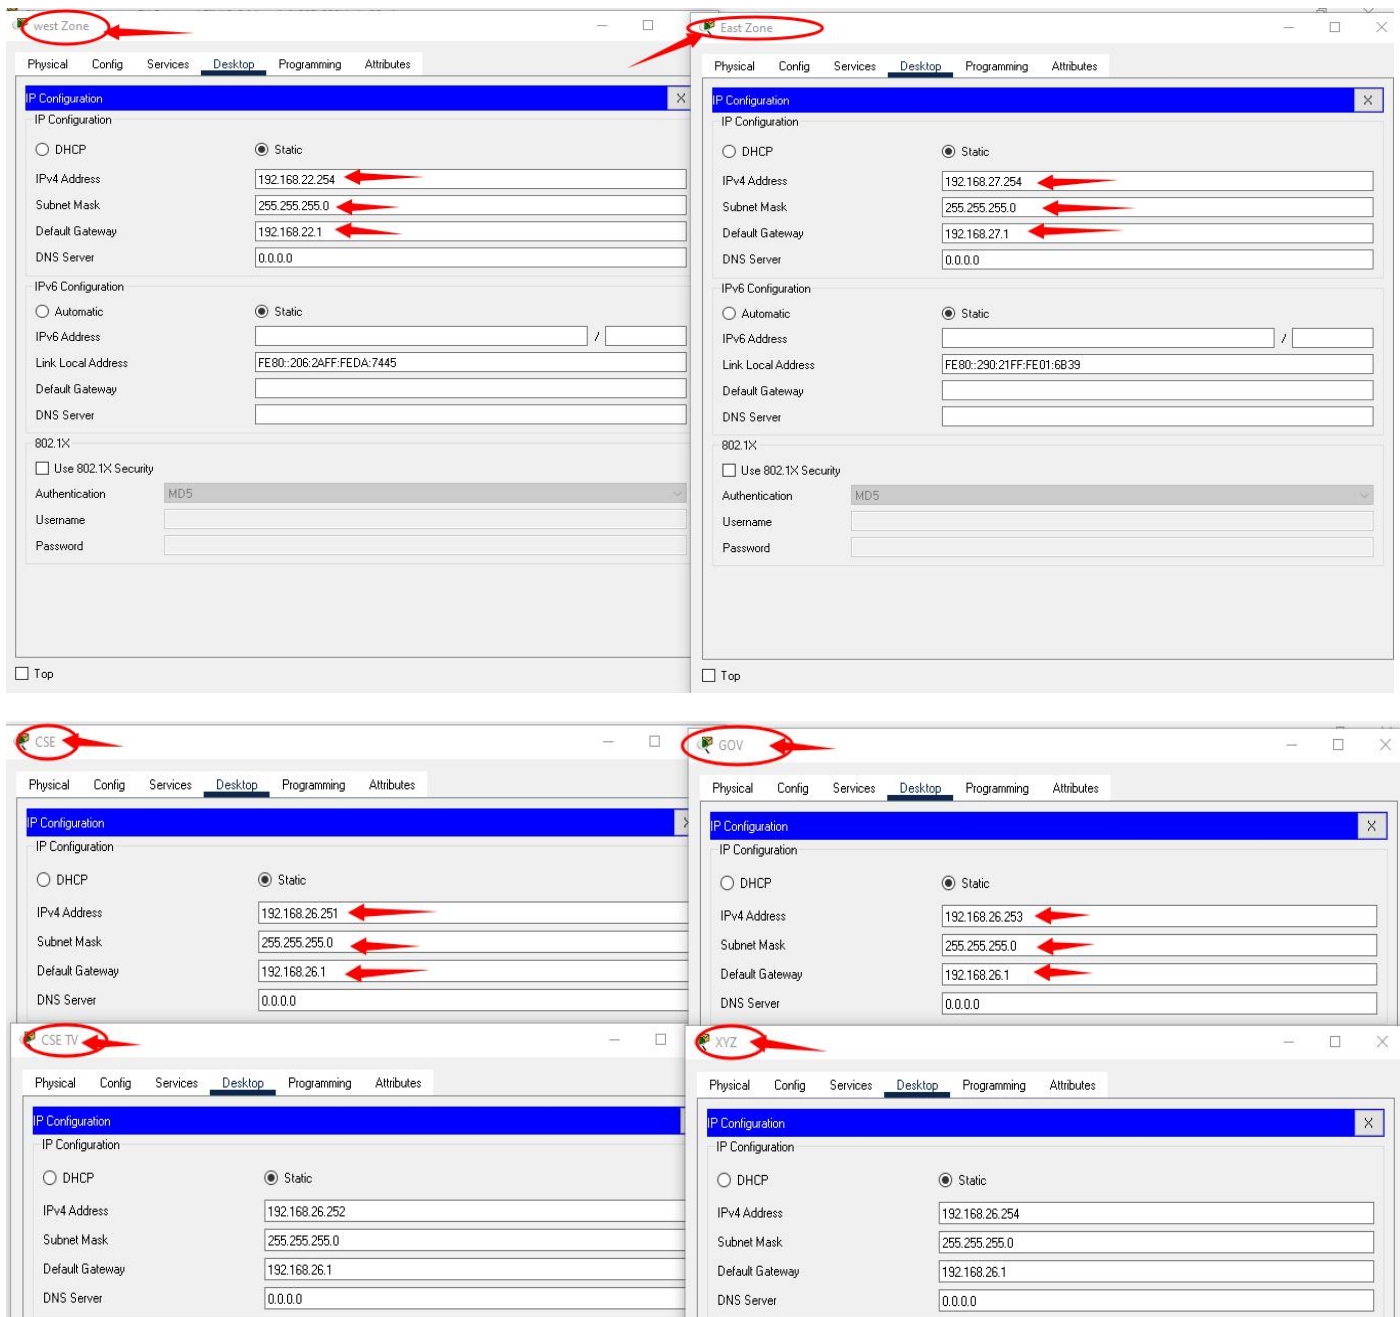 west Zone
Physical Config Services Desktop Programming Attributes
IP Configuration X
IP Configuration
DHCP Static
IPv4 Address 192.168.22.254
Subnet Mask 255.255.255.0
Default Gateway 192.168.22.1
DNS Server 0.0.0.0
IPv6 Configuration
Automatic Static
IPv6 Address /
Link Local Address FE80::206:2AFF:FEDA:7445
Default Gateway
DNS Server
802.1X
Use 802.1X Security
Authentication MD5
Username
Password
Top
East Zone
Physical Config Services Desktop Programming Attributes
IP Configuration X
IP Configuration
DHCP Static
IPv4 Address 192.168.27.254
Subnet Mask 255.255.255.0
Default Gateway 192.168.27.1
DNS Server 0.0.0.0
IPv6 Configuration
Automatic Static
IPv6 Address /
Link Local Address FE80::290:21FF:FE01:6B39
Default Gateway
DNS Server
802.1X
Use 802.1X Security
Authentication MD5
Username
Password
Top
CSE
Physical Config Services Desktop Programming Attributes
IP Configuration X
IP Configuration
DHCP Static
IPv4 Address 192.168.26.251
Subnet Mask 255.255.255.0
Default Gateway 192.168.26.1
DNS Server 0.0.0.0
GOV
Physical Config Services Desktop Programming Attributes
IP Configuration X
IP Configuration
DHCP Static
IPv4 Address 192.168.26.253
Subnet Mask 255.255.255.0
Default Gateway 192.168.26.1
DNS Server 0.0.0.0
CSE TV
Physical Config Services Desktop Programming Attributes
IP Configuration
IP Configuration
DHCP Static
IPv4 Address 192.168.26.252
Subnet Mask 255.255.255.0
Default Gateway 192.168.26.1
DNS Server 0.0.0.0
XYZ
Physical Config Services Desktop Programming Attributes
IP Configuration X
IP Configuration
DHCP Static
IPv4 Address 192.168.26.254
Subnet Mask 255.255.255.0
Default Gateway 192.168.26.1
DNS Server 0.0.0.0